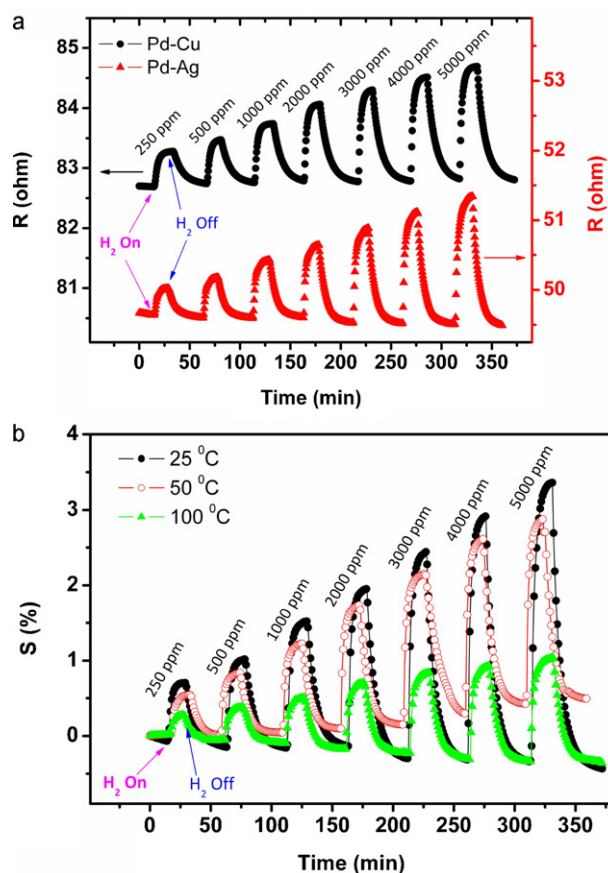 a
Pd-Cu
Pd-Ag
250 ppm
500 ppm
1000 ppm
2000 ppm
3000 ppm
4000 ppm
5000 ppm
H₂ On
H₂ Off
85
84
83
82
81
R (ohm)
53
52
51
50
R (ohm)
0 50 100 150 200 250 300 350
Time (min)
b
25 ⁰C
50 ⁰C
100 ⁰C
250 ppm
500 ppm
1000 ppm
2000 ppm
3000 ppm
4000 ppm
5000 ppm
H₂ On
H₂ Off
4
3
2
1
0
S (%)
0 50 100 150 200 250 300 350
Time (min)